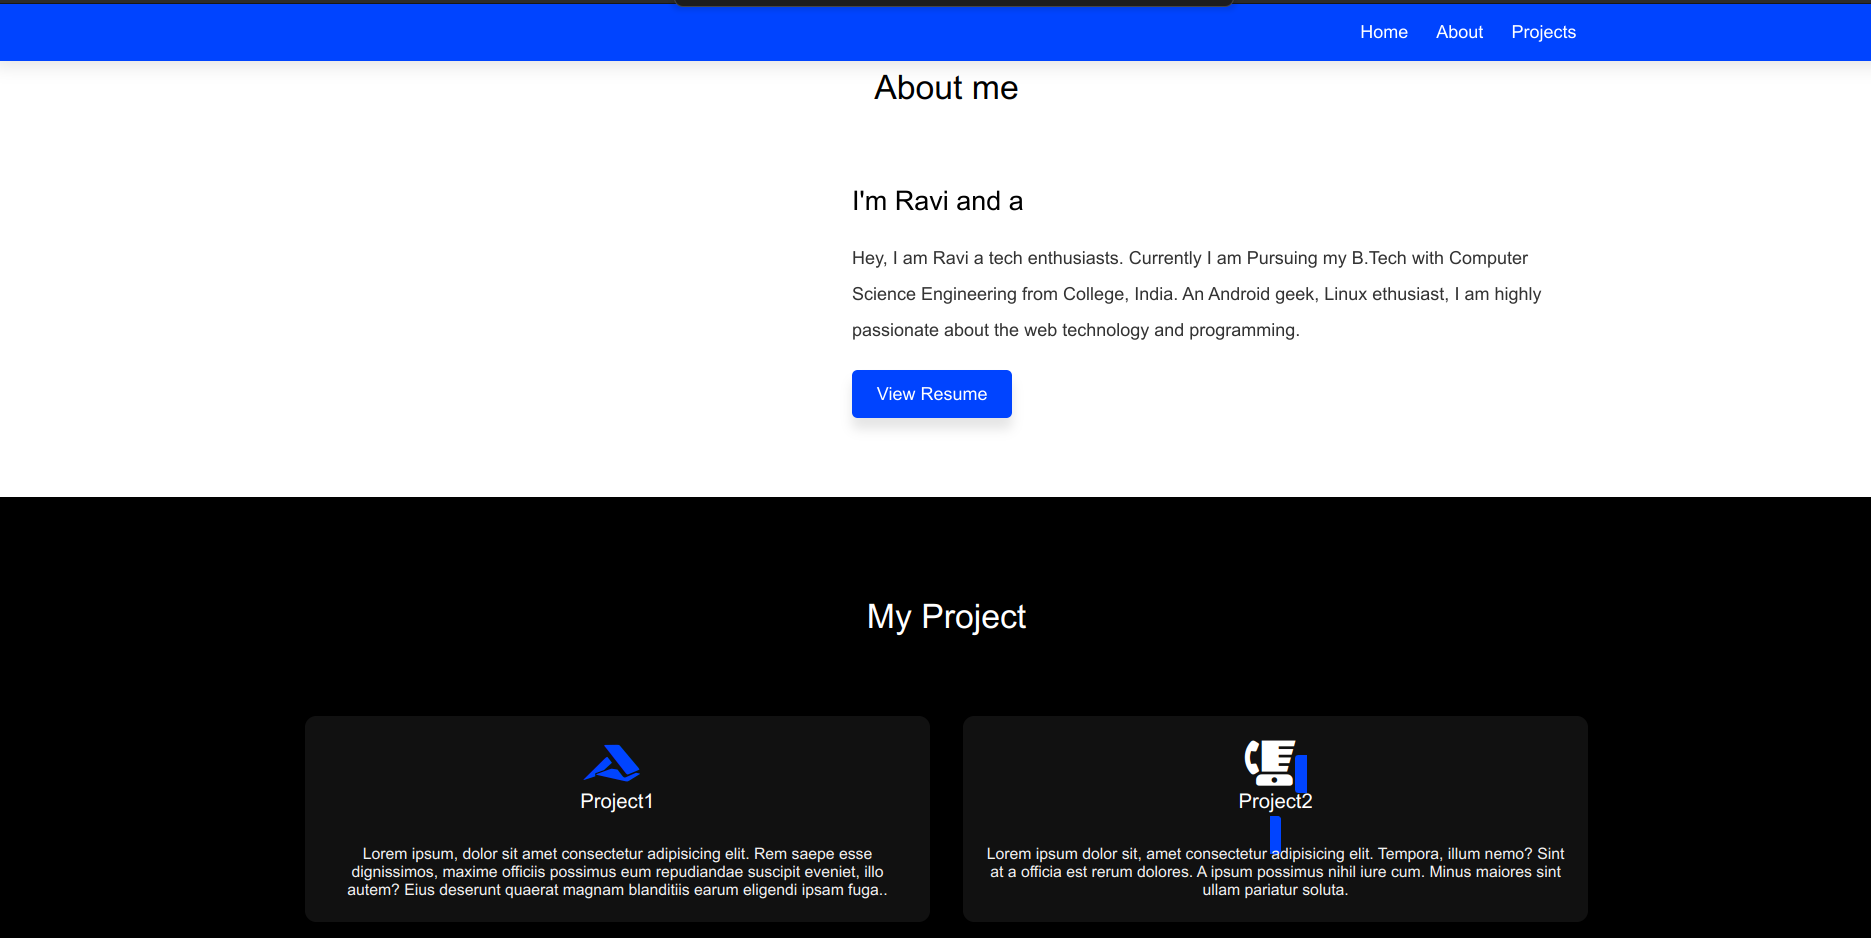 Home About Projects
About me
I'm Ravi and a
Hey, I am Ravi a tech enthusiasts. Currently I am Pursuing my B.Tech with Computer
Science Engineering from College, India. An Android geek, Linux ethusiast, I am highly
passionate about the web technology and programming.
View Resume
My Project
Project1
Lorem ipsum, dolor sit amet consectetur adipisicing elit. Rem saepe esse
dignissimos, maxime officiis possimus eum repudiandae suscipit eveniet, illo
autem? Eius deserunt quaerat magnam blanditiis earum eligendi ipsam fuga..
Project2
Lorem ipsum dolor sit, amet consectetur adipisicing elit. Tempora, illum nemo? Sint
at a officia est rerum dolores. A ipsum possimus nihil iure cum. Minus maiores sint
ullam pariatur soluta.